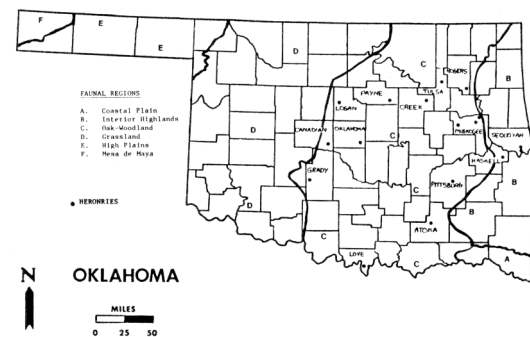 F
E
E
D
C
B
FAUNAL REGIONS
A. Coastal Plain
B. Interior Highlands
C. Oak-Woodland
D. Grassland
E. High Plains
F. Mesa de Maya
ROGERS
PAYNE
TULSA
LOGAN
CREEK
D
CANADIAN
OKLAHOMA
C
MUSKOGEE
SEQUOYAH
HASKELL
GRADY
PITTSBURG
B
C
HERONRIES
D
B
ATOKA
C
LOVE
C
A
N
OKLAHOMA
MILES
0 25 50